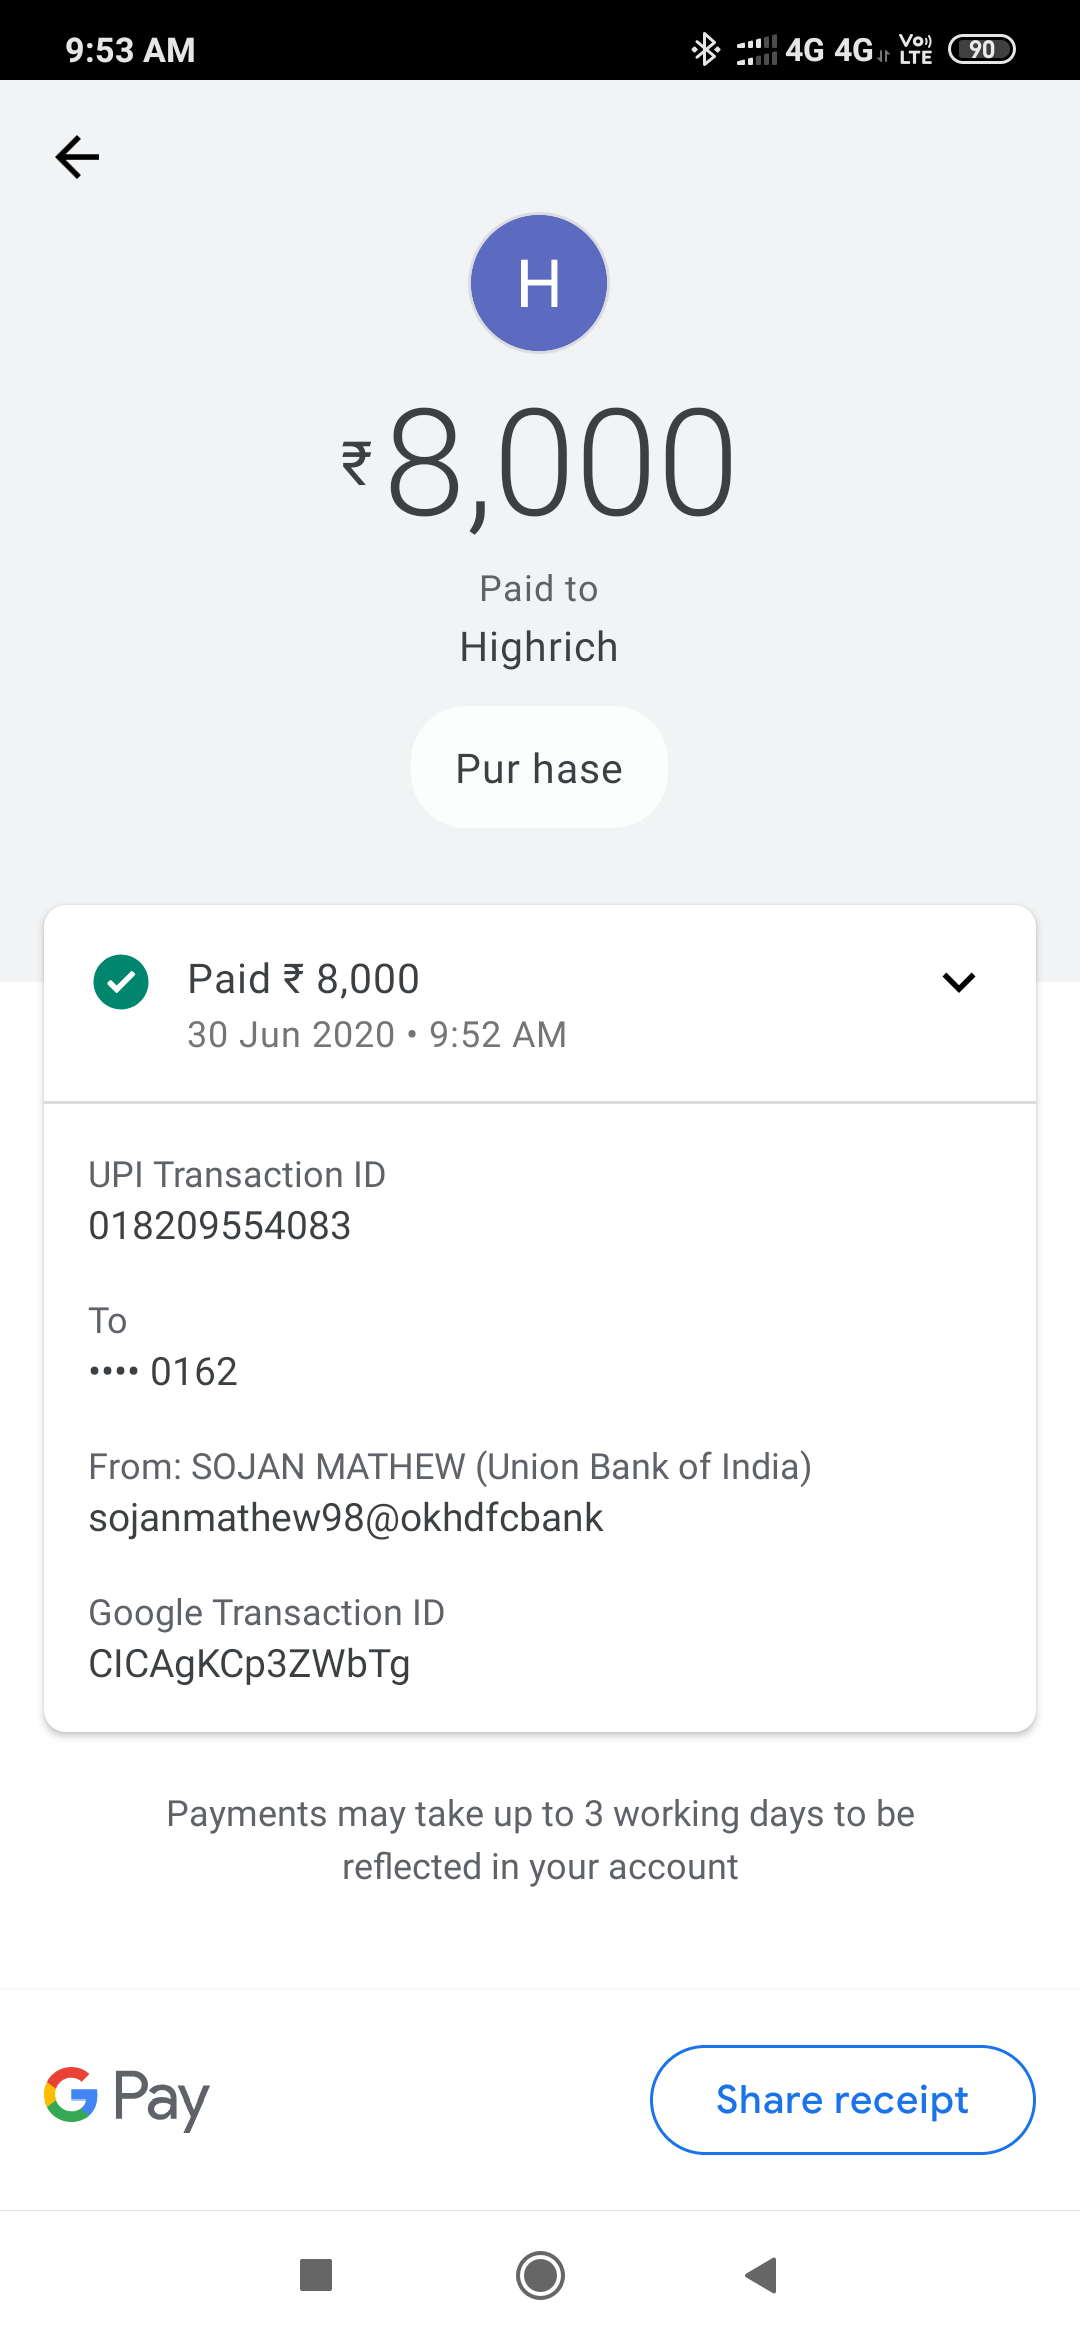 9:53 AM 4G 4G Vo)) LTE 90
H
₹8,000
Paid to
Highrich
Pur hase
Paid ₹ 8,000
30 Jun 2020 • 9:52 AM
UPI Transaction ID
018209554083
To
•••• 0162
From: SOJAN MATHEW (Union Bank of India)
sojanmathew98@okhdfcbank
Google Transaction ID
CICAgKCp3ZWbTg
Payments may take up to 3 working days to be
reflected in your account
G Pay
Share receipt